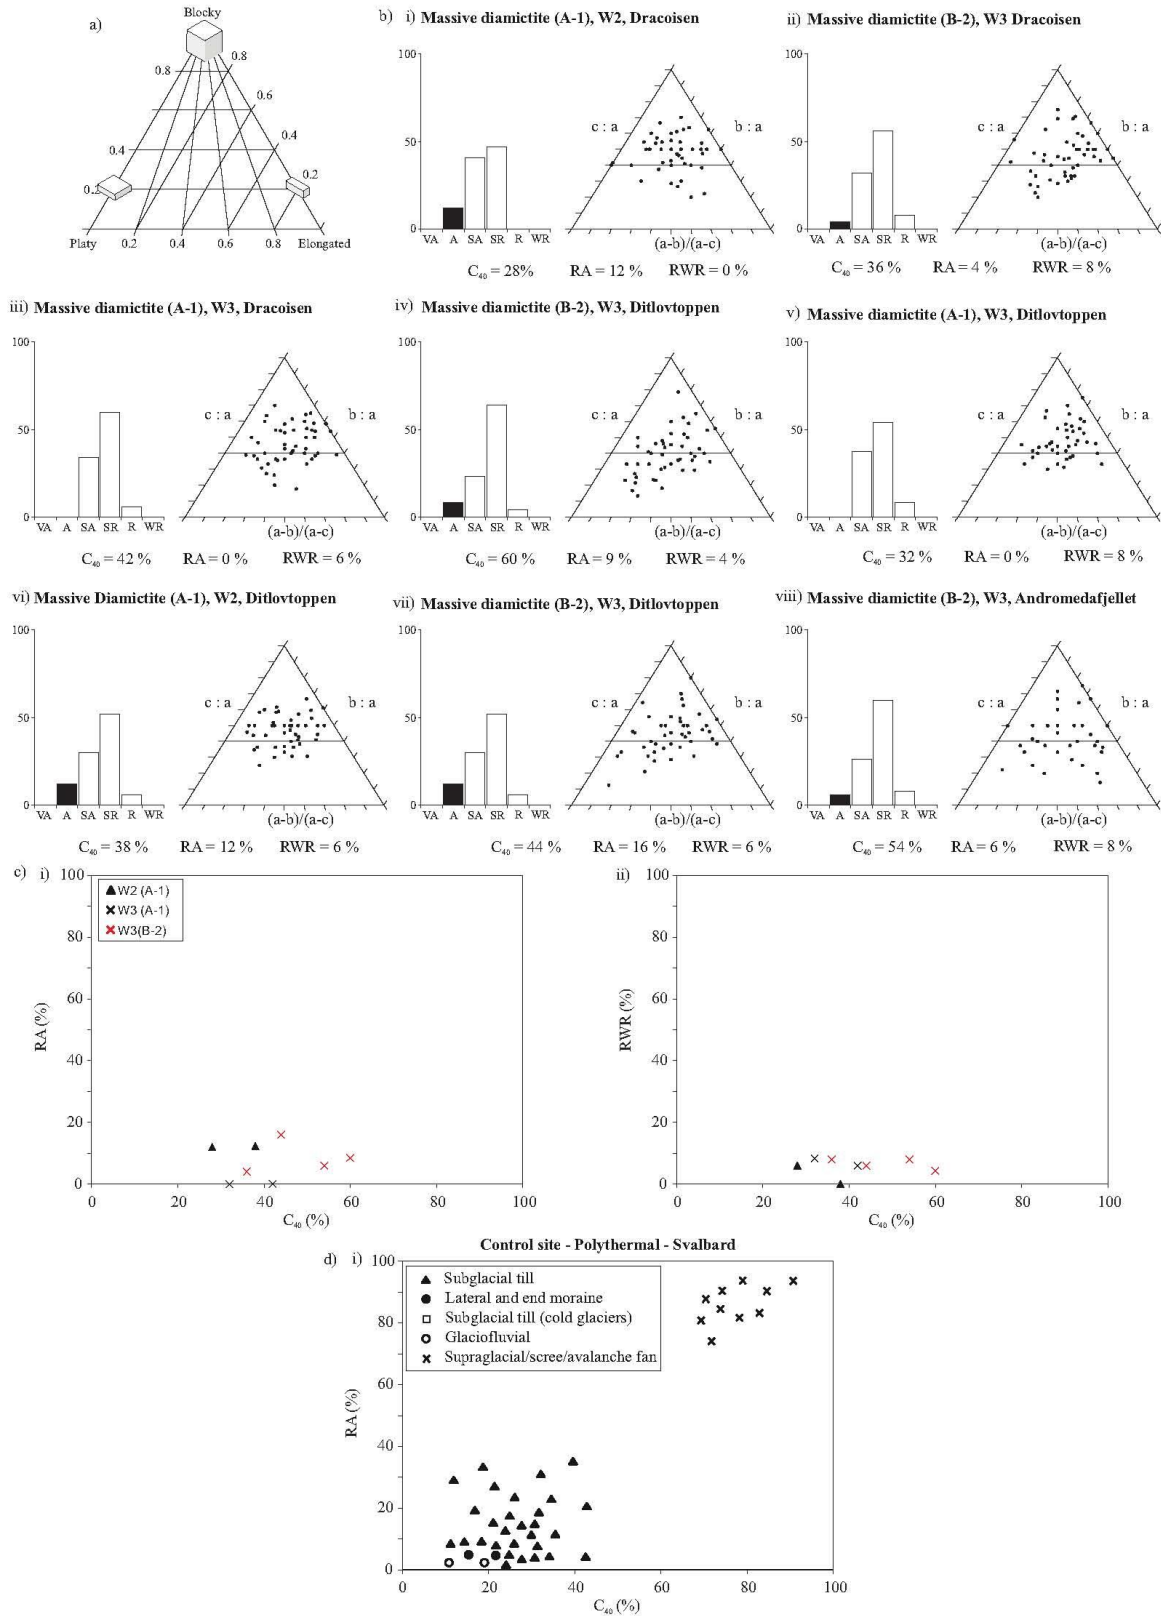 a)
Blocky
0.8
0.8
0.6
0.4
0.4
0.2
0.2
Platy
0.2
0.4
0.6
0.8
Elongated
b) i) Massive diamictite (A-1), W2, Dracoisen
100
50
0
VA A SA SR R WR
c : a
b : a
(a-b)/(a-c)
C40 = 28% RA = 12 % RWR = 0 %
ii) Massive diamictite (B-2), W3 Dracoisen
100
50
0
VA A SA SR R WR
c : a
b : a
(a-b)/(a-c)
C40 = 36 % RA = 4 % RWR = 8 %
iii) Massive diamictite (A-1), W3, Dracoisen
100
50
0
VA A SA SR R WR
c : a
b : a
(a-b)/(a-c)
C40 = 42 % RA = 0 % RWR = 6 %
iv) Massive diamictite (B-2), W3, Ditlovtoppen
100
50
0
VA A SA SR R WR
c : a
b : a
(a-b)/(a-c)
C40 = 60 % RA = 9 % RWR = 4 %
v) Massive diamictite (A-1), W3, Ditlovtoppen
100
50
0
VA A SA SR R WR
c : a
b : a
(a-b)/(a-c)
C40 = 32 % RA = 0 % RWR = 8 %
vi) Massive Diamictite (A-1), W2, Ditlovtoppen
100
50
0
VA A SA SR R WR
c : a
b : a
(a-b)/(a-c)
C40 = 38 % RA = 12 % RWR = 6 %
vii) Massive diamictite (B-2), W3, Ditlovtoppen
100
50
0
VA A SA SR R WR
c : a
b : a
(a-b)/(a-c)
C40 = 44 % RA = 16 % RWR = 6 %
viii) Massive diamictite (B-2), W3, Andromedafjellet
100
50
0
VA A SA SR R WR
c : a
b : a
(a-b)/(a-c)
C40 = 54 % RA = 6 % RWR = 8 %
c) i)
100
80
60
40
20
0
RA (%)
W2 (A-1)
W3 (A-1)
W3(B-2)
0 20 40 60 80 100
C40 (%)
ii)
100
80
60
40
20
0
RWR (%)
0 20 40 60 80 100
C40 (%)
Control site - Polythermal - Svalbard
d) i)
100
80
60
40
20
0
RA (%)
Subglacial till
Lateral and end moraine
Subglacial till (cold glaciers)
Glaciofluvial
Supraglacial/scree/avalanche fan
0 20 40 60 80 100
C40 (%)